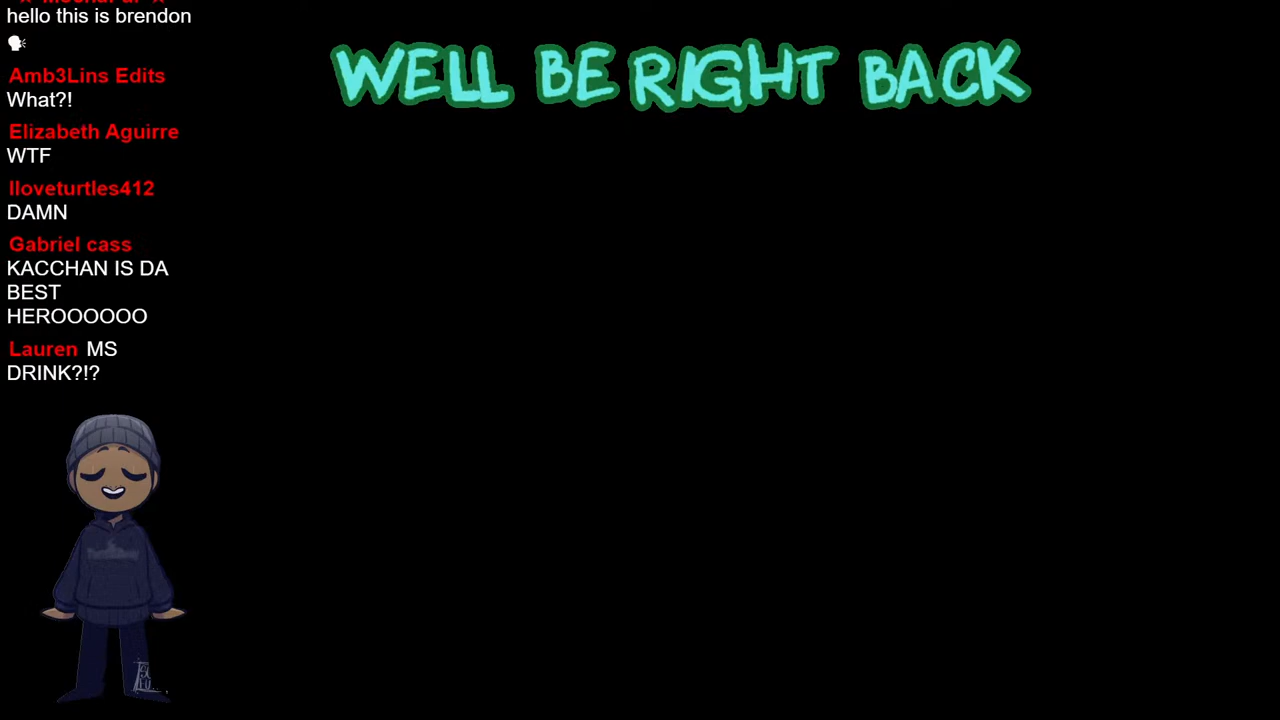 hello this is brendon
WELL BE RIGHT BACK
Amb3Lins Edits
What?!
Elizabeth Aguirre
WTF
Iloveturtles412
DAMN
Gabriel cass
KACCHAN IS DA
BEST
HEROOOOOO
Lauren MS
DRINK?!?